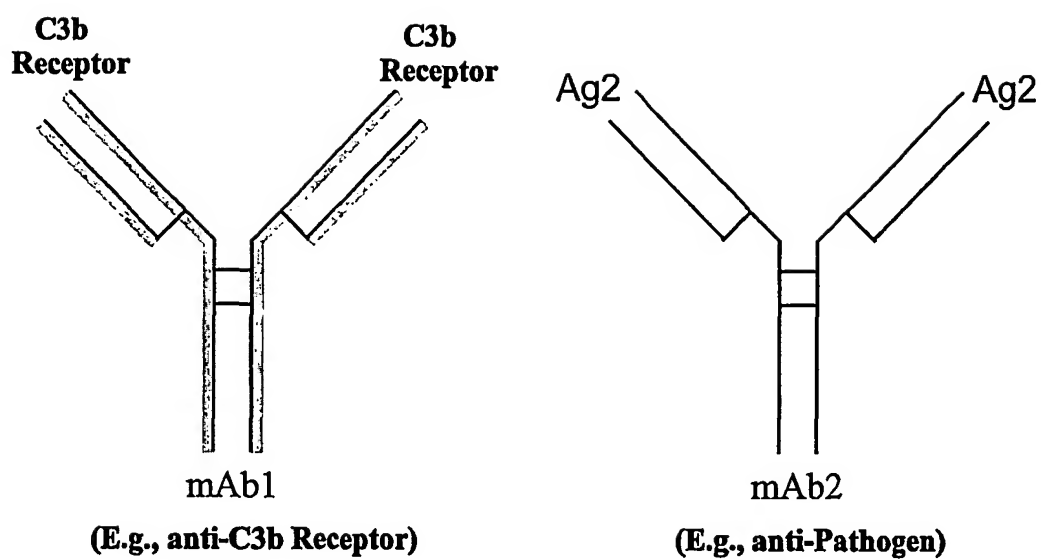 C3b
Receptor
C3b
Receptor
Ag2
Ag2
mAb1
(E.g., anti-C3b Receptor)
mAb2
(E.g., anti-Pathogen)